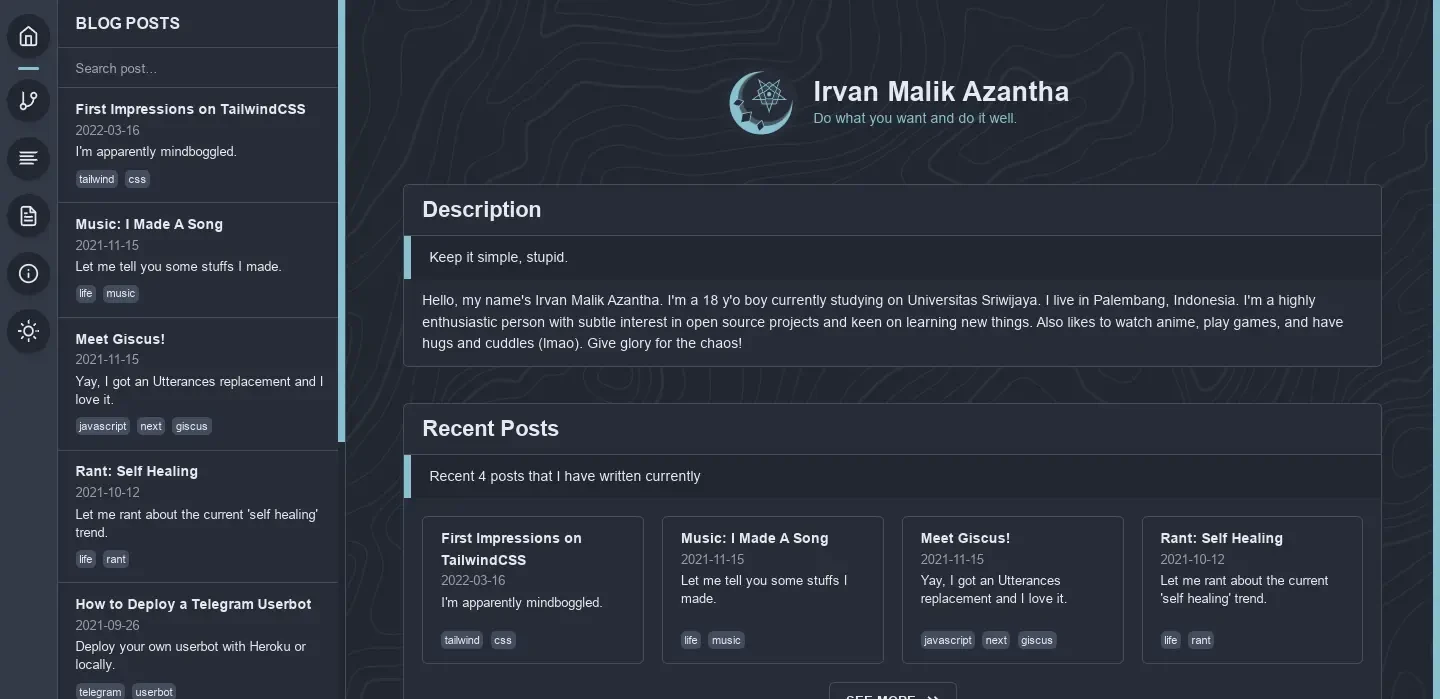 BLOG POSTS
Search post...
First Impressions on TailwindCSS
2022-03-16
I'm apparently mindboggled.
tailwind css
Music: I Made A Song
2021-11-15
Let me tell you some stuffs I made.
life music
Meet Giscus!
2021-11-15
Yay, I got an Utterances replacement and I
love it.
javascript next giscus
Rant: Self Healing
2021-10-12
Let me rant about the current 'self healing'
trend.
life rant
How to Deploy a Telegram Userbot
2021-09-26
Deploy your own userbot with Heroku or
locally.
telegram userbot
Irvan Malik Azantha
Do what you want and do it well.
Description
Keep it simple, stupid.
Hello, my name's Irvan Malik Azantha. I'm a 18 y'o boy currently studying on Universitas Sriwijaya. I live in Palembang, Indonesia. I'm a highly
enthusiastic person with subtle interest in open source projects and keen on learning new things. Also likes to watch anime, play games, and have
hugs and cuddles (lmao). Give glory for the chaos!
Recent Posts
Recent 4 posts that I have written currently
First Impressions on
TailwindCSS
2022-03-16
I'm apparently mindboggled.
tailwind css
Music: I Made A Song
2021-11-15
Let me tell you some stuffs I
made.
life music
Meet Giscus!
2021-11-15
Yay, I got an Utterances
replacement and I love it.
javascript next giscus
Rant: Self Healing
2021-10-12
Let me rant about the current
'self healing' trend.
life rant
SEE MORE